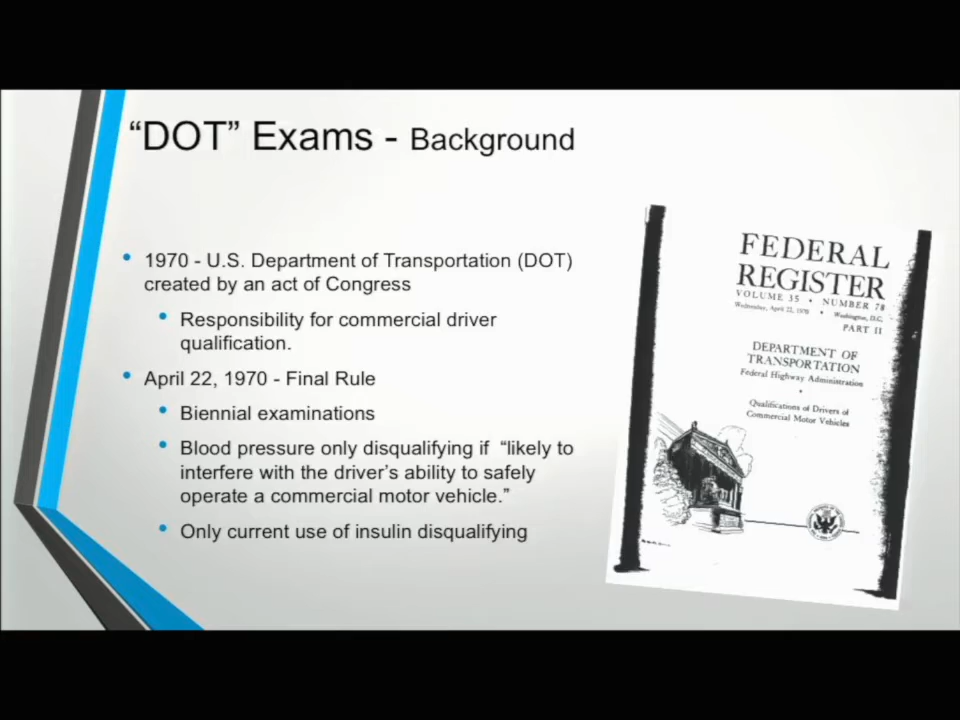 “DOT” Exams - Background
1970 - U.S. Department of Transportation (DOT)
created by an act of Congress
Responsibility for commercial driver
qualification.
April 22, 1970 - Final Rule
Biennial examinations
Blood pressure only disqualifying if “likely to
interfere with the driver’s ability to safely
operate a commercial motor vehicle.”
Only current use of insulin disqualifying
FEDERAL
REGISTER
VOLUME 35 • NUMBER 78
Wednesday, April 22, 1970 • Washington, D.C.
PART II
DEPARTMENT OF
TRANSPORTATION
Federal Highway Administration
Qualifications of Drivers of
Commercial Motor Vehicles